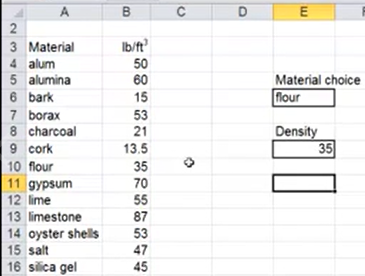 A B C D E
2
3 Material lb/ft³
4 alum 50
5 alumina 60 Material choice
6 bark 15 flour
7 borax 53
8 charcoal 21 Density
9 cork 13.5 35
10 flour 35
11 gypsum 70
12 lime 55
13 limestone 87
14 oyster shells 53
15 salt 47
16 silica gel 45